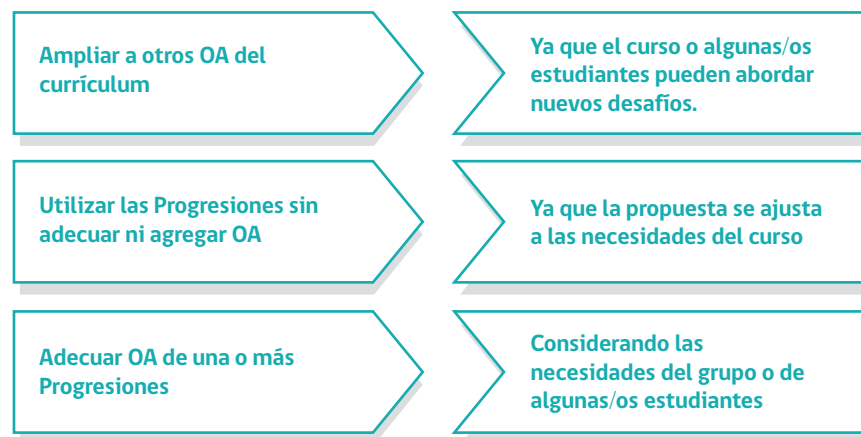 Ampliar a otros OA del
currículum
Ya que el curso o algunas/os
estudiantes pueden abordar
nuevos desafíos.
Utilizar las Progresiones sin
adecuar ni agregar OA
Ya que la propuesta se ajusta
a las necesidades del curso
Adecuar OA de una o más
Progresiones
Considerando las
necesidades del grupo o de
algunas/os estudiantes